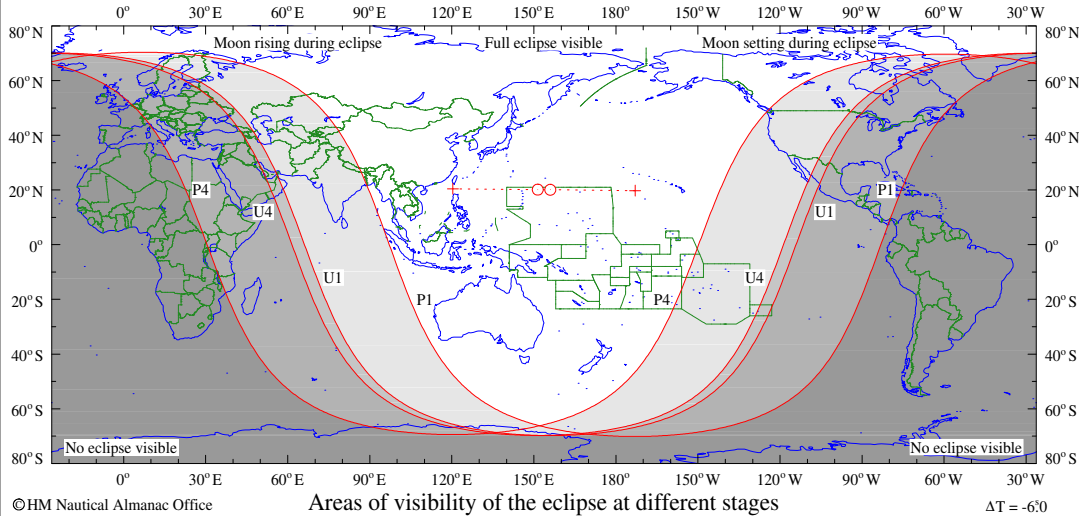 0° 30°E 60°E 90°E 120°E 150°E 180° 150°W 120°W 90°W 60°W 30°W
80°N Moon rising during eclipse Full eclipse visible Moon setting during eclipse 80°N
60°N 60°N
40°N 40°N
20°N P4 P1 20°N
U4 U1
0° 0°
U1 U4
20°S P1 P4 20°S
40°S 40°S
60°S 60°S
No eclipse visible No eclipse visible
80°S 80°S
0° 30°E 60°E 90°E 120°E 150°E 180° 150°W 120°W 90°W 60°W 30°W
©HM Nautical Almanac Office Areas of visibility of the eclipse at different stages ΔT = -6ˢ.0